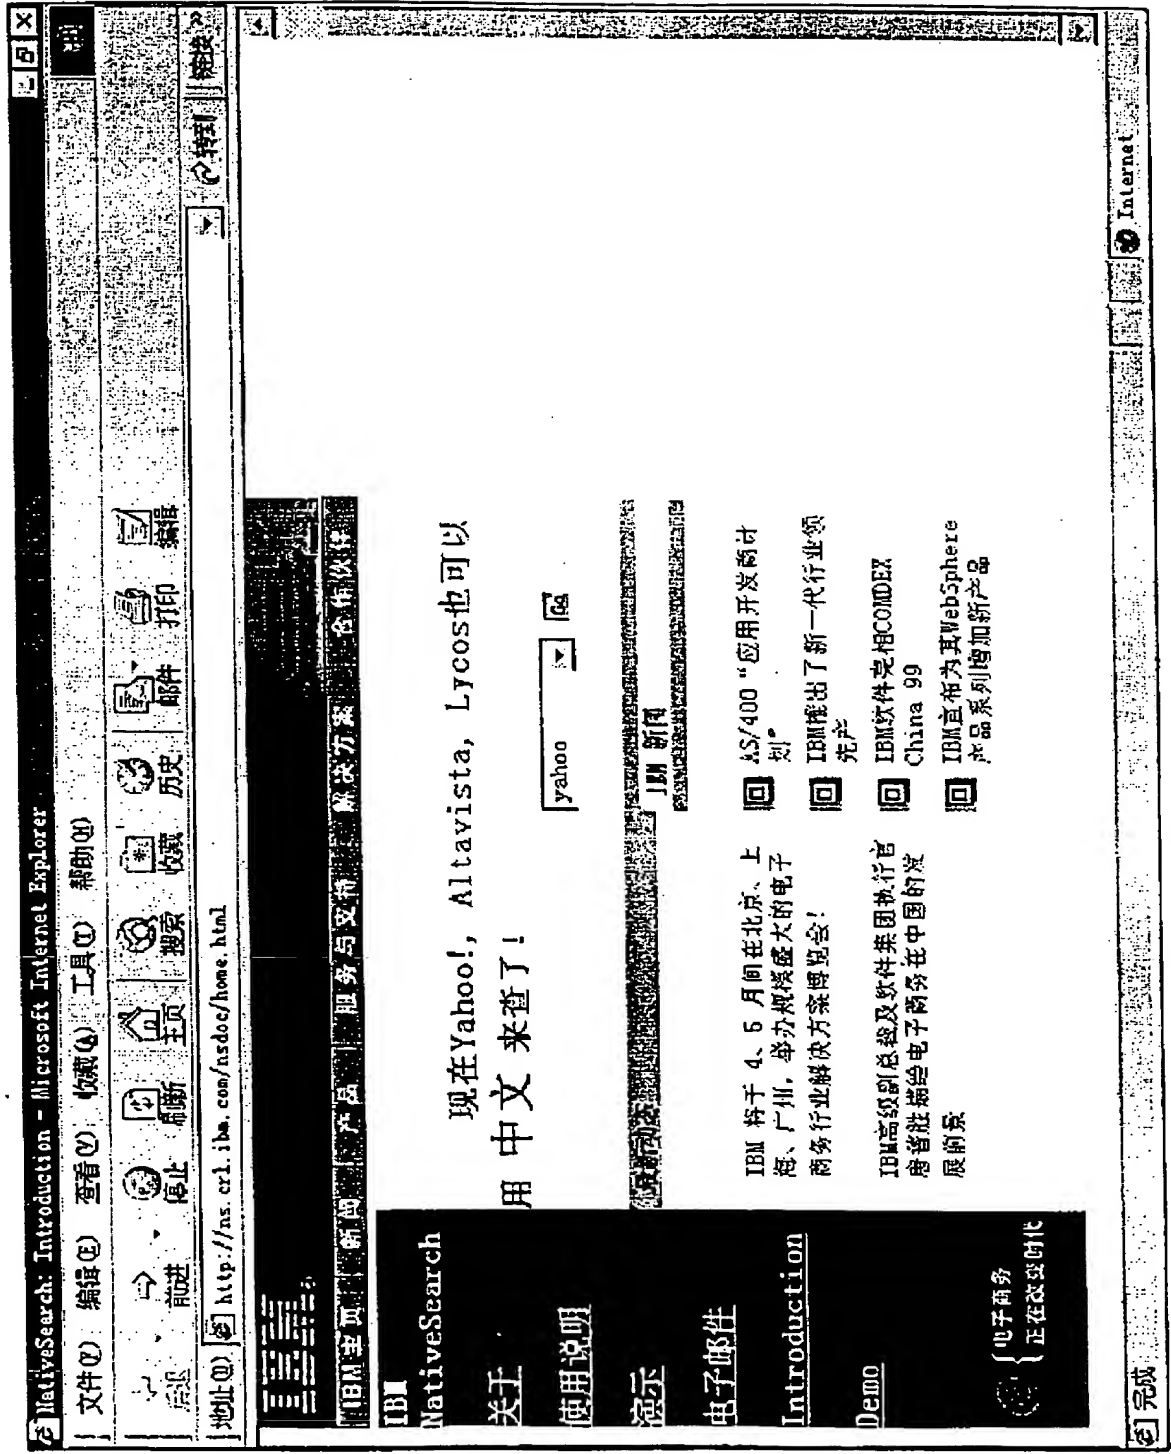 NativeSearch: Introduction - Microsoft Internet Explorer
文件(F) 编辑(E) 查看(V) 收藏(A) 工具(T) 帮助(H)
后退 前进 停止 刷新 主页 搜索 收藏 历史 邮件 打印 编辑
地址(D) http://ns.crl.ibm.com/nsdoc/home.html 转到 链接 »
IBM主页 新闻 产品 服务与支持 解决方案 合作伙伴
IBM
NativeSearch
关于
使用说明
演示
电子邮件
Introduction
Demo
电子商务
正在改变时代
现在Yahoo!, Altavista, Lycos也可以
用 中文 来查了!
yahoo
go
最新动态
IBM 将于 4、5 月间在北京、上
海、广州, 举办规模盛大的电子
商务行业解决方案博览会!
IBM高级副总裁及软件集团执行官
唐谐胜描绘电子商务在中国的发
展前景
IBM 新闻
AS/400 “应用开发商计
划”
IBM推出了新一代行业领
先产
IBM软件亮相COMDEX
China 99
IBM宣布为其WebSphere
产品系列增加新产品
完成
Internet